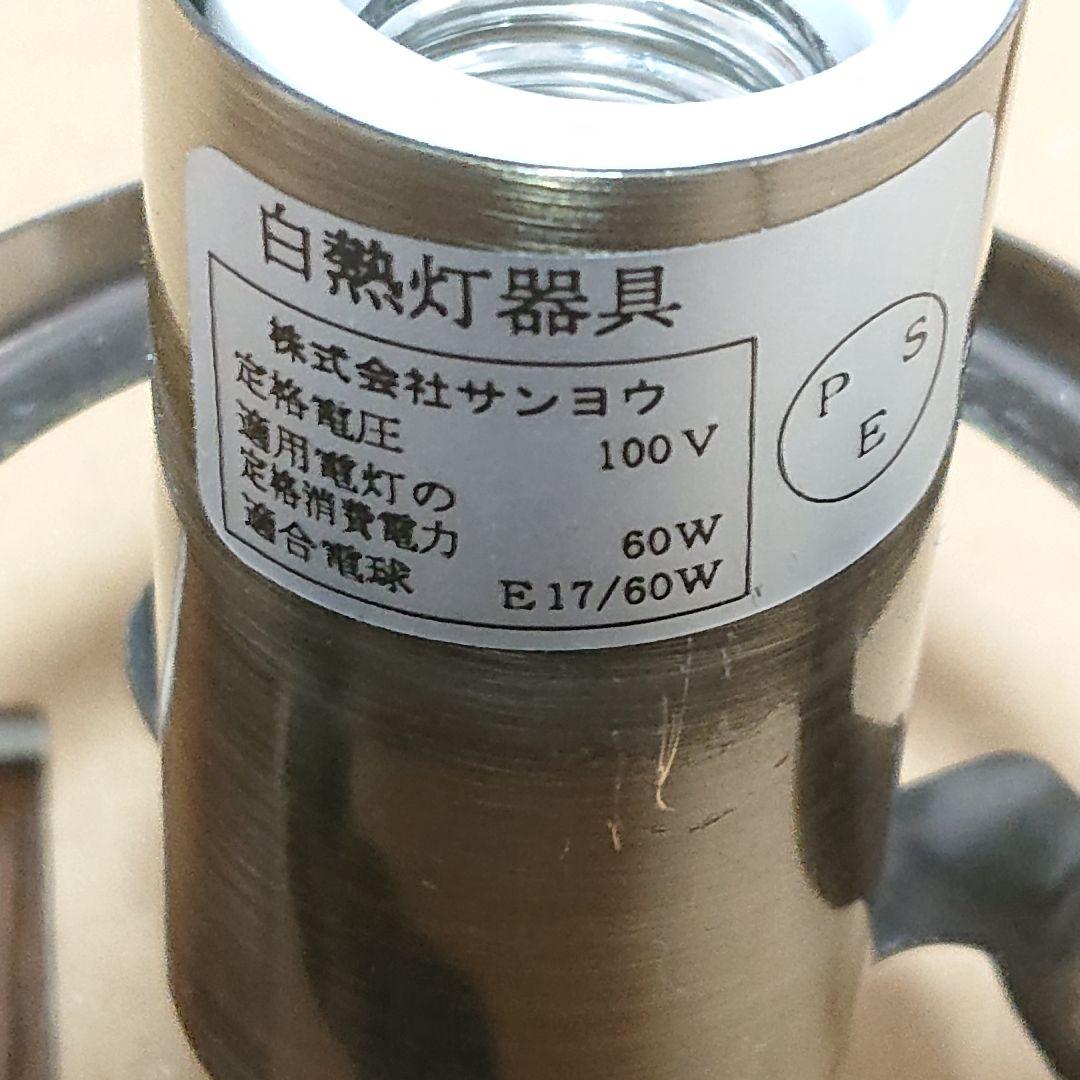 白熱灯器具
株式会社サンヨウ
定格電圧 100V
適用電灯の
定格消費電力 60W
適合電球 E17/60W
PSE